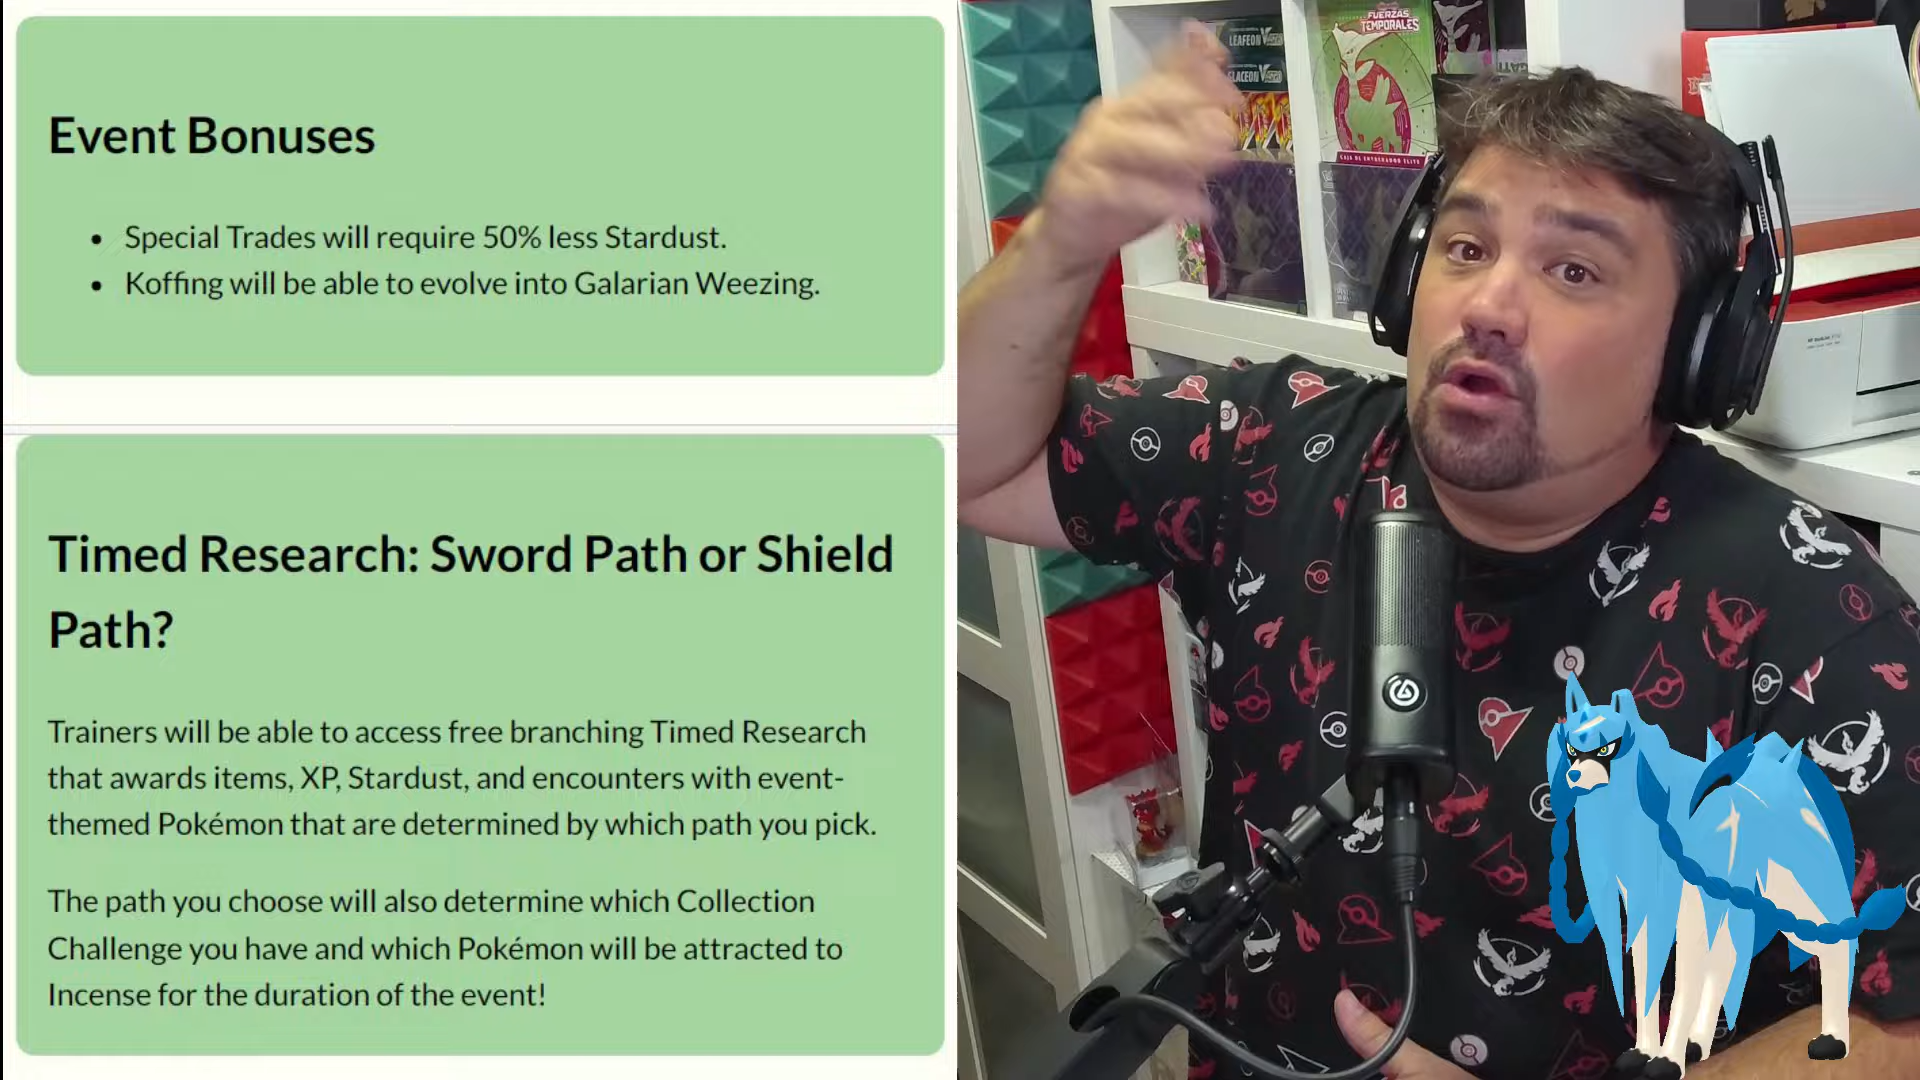 Event Bonuses
• Special Trades will require 50% less Stardust.
• Koffing will be able to evolve into Galarian Weezing.
Timed Research: Sword Path or Shield
Path?
Trainers will be able to access free branching Timed Research
that awards items, XP, Stardust, and encounters with event-
themed Pokémon that are determined by which path you pick.
The path you choose will also determine which Collection
Challenge you have and which Pokémon will be attracted to
Incense for the duration of the event!
LEAFEON
GLACEON
FUERZAS
TEMPORALES
CAJA DE ENTRENADOR ELITE